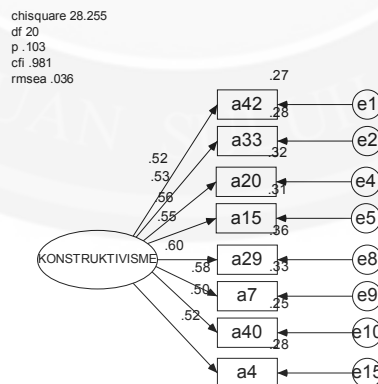 chisquare 28.255
df 20
p .103
cfi .981
rmsea .036
.27
a42
e1
.28
a33
e2
.32
a20
e4
.31
a15
e5
.36
a29
e8
.33
a7
e9
.25
a40
e10
.28
a4
e15
.52
.53
.56
.55
.60
.58
.50
.52
KONSTRUKTIVISME